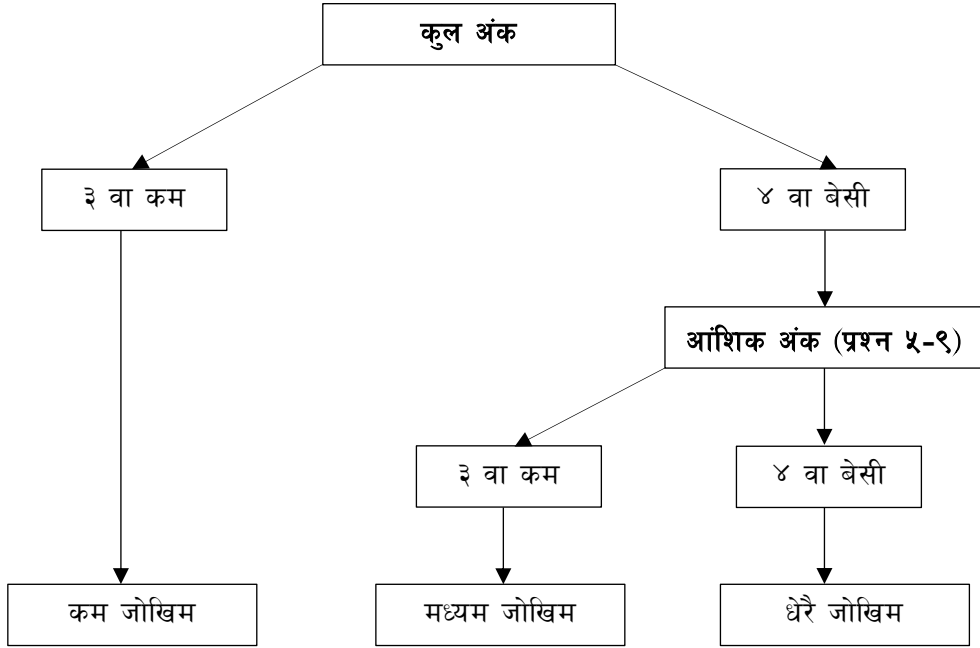 कुल अंक
३ वा कम
४ वा बेसी
आंशिक अंक (प्रश्न ५-९)
३ वा कम
४ वा बेसी
कम जोखिम
मध्यम जोखिम
धेरै जोखिम